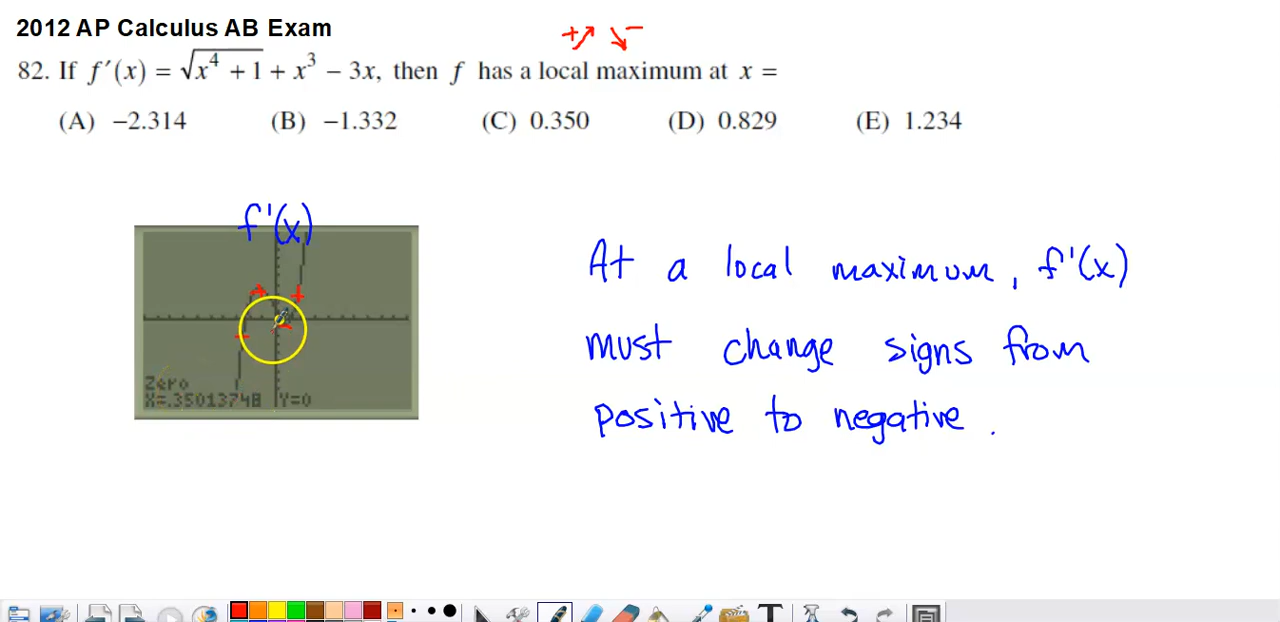 2012 AP Calculus AB Exam
+ −
82. If f′(x) = √x⁴ + 1 + x³ − 3x, then f has a local maximum at x =
(A) −2.314 (B) −1.332 (C) 0.350 (D) 0.829 (E) 1.234
f'(x)
At a local maximum, f'(x)
must change signs from
positive to negative.
Zero
X=.35013748 Y=0
T